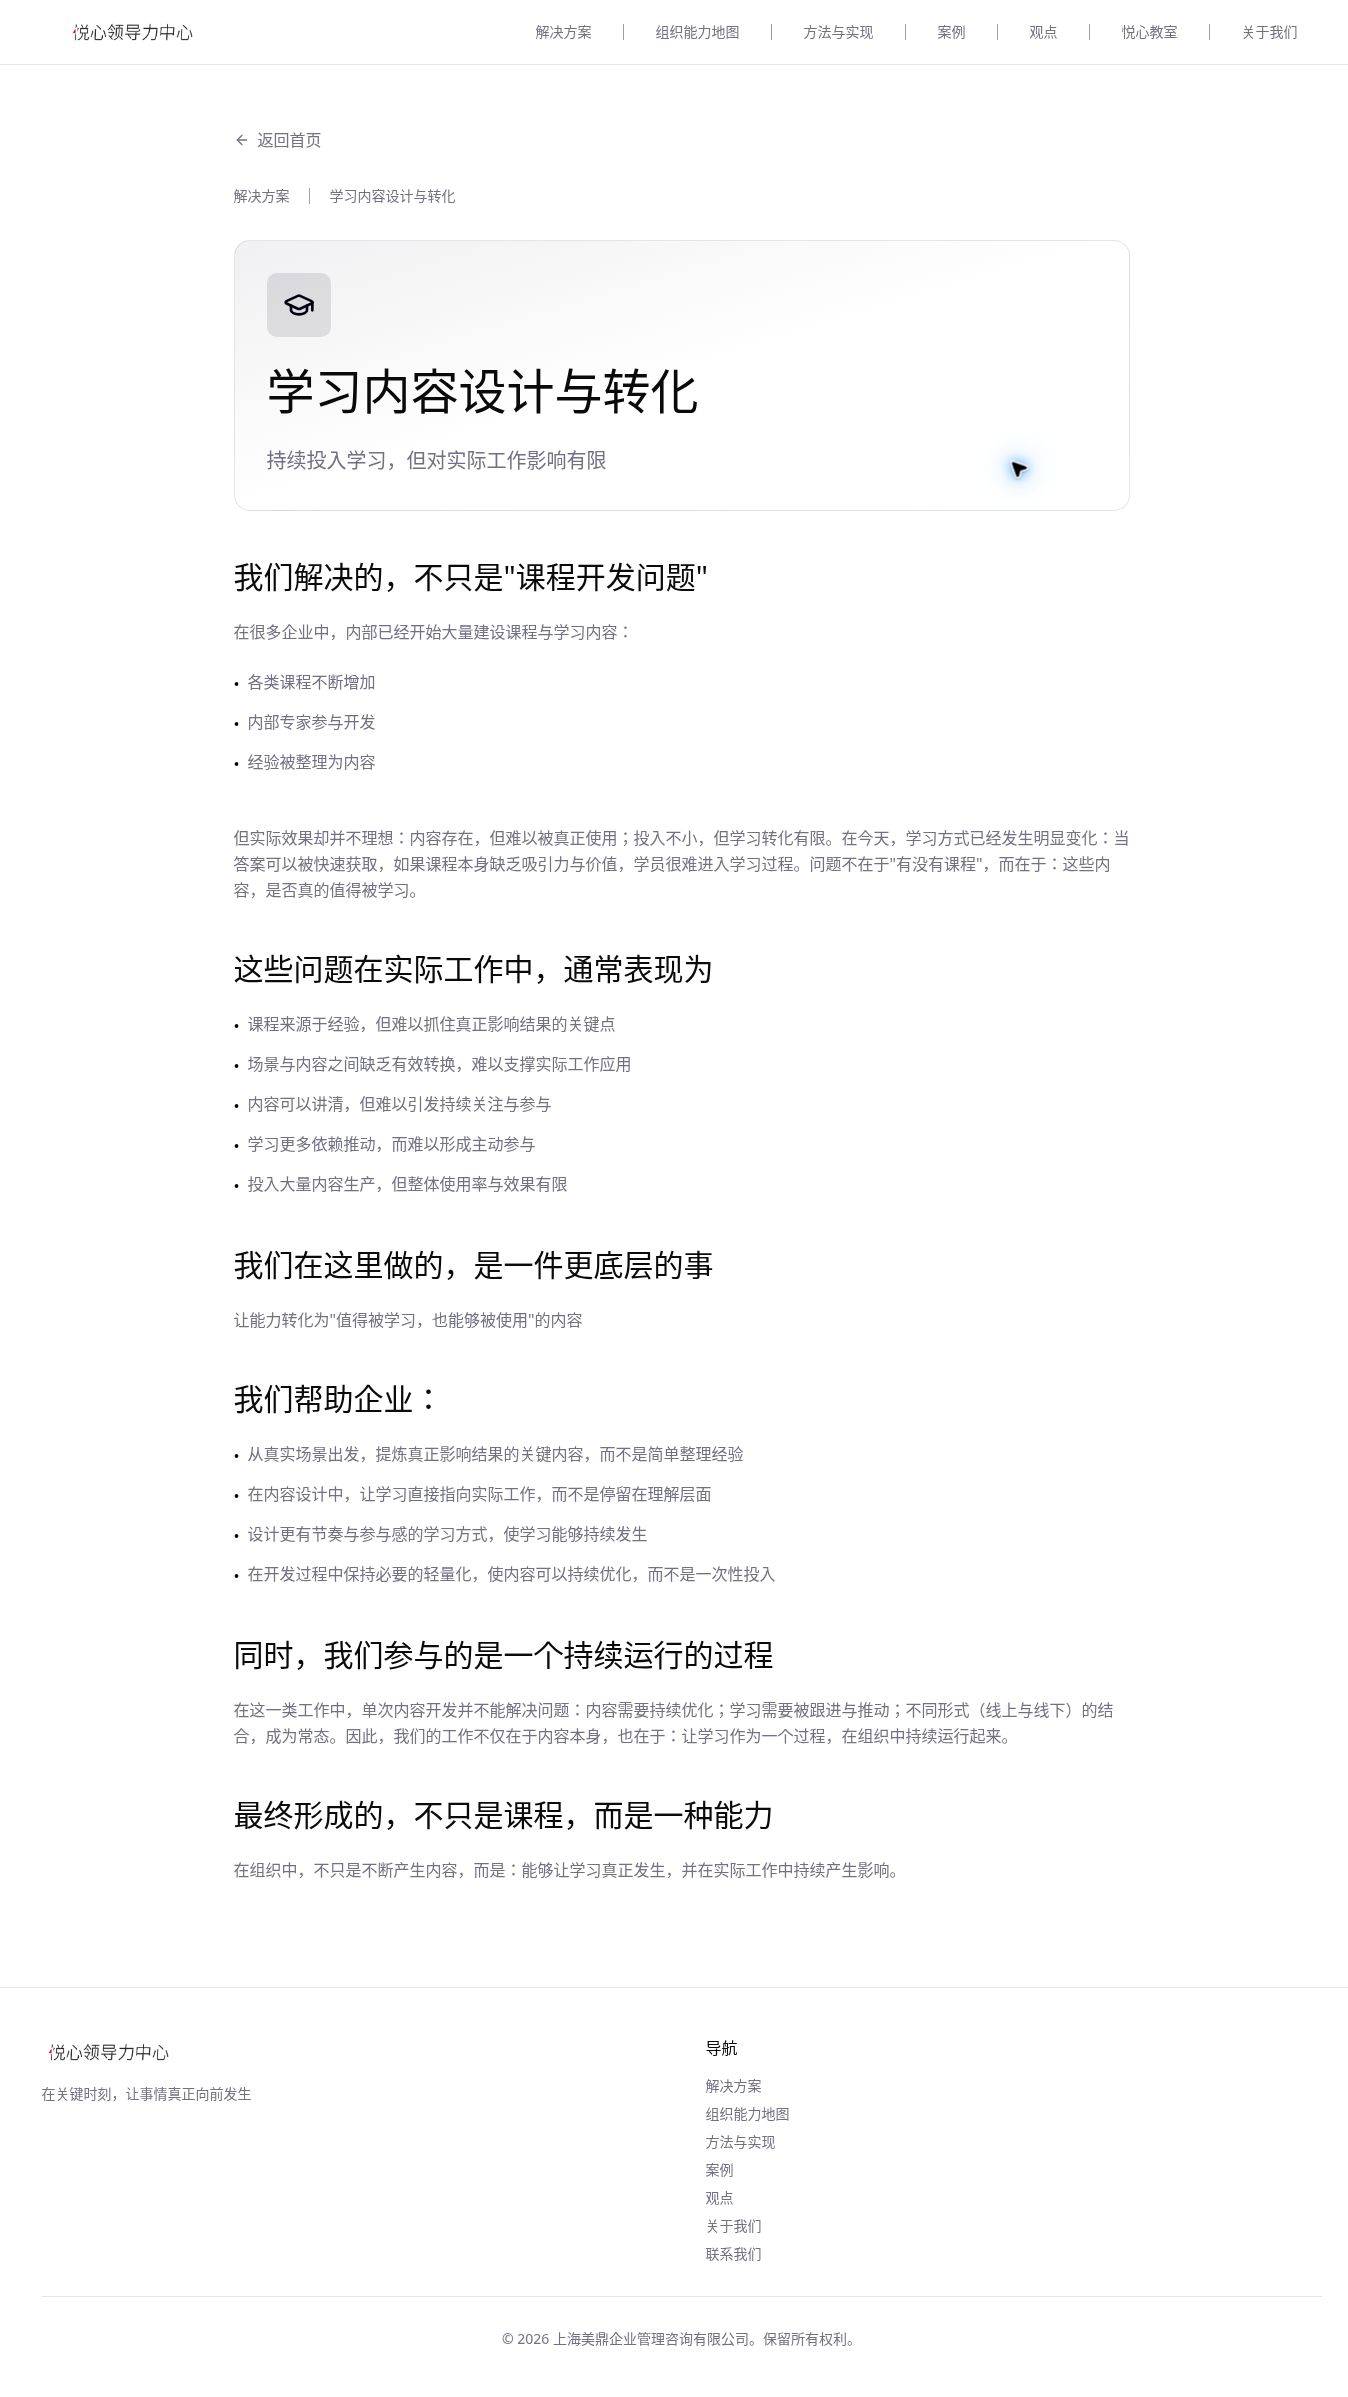 悦心领导力中心
解决方案
组织能力地图
方法与实现
案例
观点
悦心教室
关于我们
返回首页
解决方案
学习内容设计与转化
学习内容设计与转化
持续投入学习，但对实际工作影响有限
我们解决的，不只是"课程开发问题"
在很多企业中，内部已经开始大量建设课程与学习内容：
• 各类课程不断增加
• 内部专家参与开发
• 经验被整理为内容
但实际效果却并不理想：内容存在，但难以被真正使用；投入不小，但学习转化有限。在今天，学习方式已经发生明显变化：当
答案可以被快速获取，如果课程本身缺乏吸引力与价值，学员很难进入学习过程。问题不在于"有没有课程"，而在于：这些内
容，是否真的值得被学习。
这些问题在实际工作中，通常表现为
• 课程来源于经验，但难以抓住真正影响结果的关键点
• 场景与内容之间缺乏有效转换，难以支撑实际工作应用
• 内容可以讲清，但难以引发持续关注与参与
• 学习更多依赖推动，而难以形成主动参与
• 投入大量内容生产，但整体使用率与效果有限
我们在这里做的，是一件更底层的事
让能力转化为"值得被学习，也能够被使用"的内容
我们帮助企业：
• 从真实场景出发，提炼真正影响结果的关键内容，而不是简单整理经验
• 在内容设计中，让学习直接指向实际工作，而不是停留在理解层面
• 设计更有节奏与参与感的学习方式，使学习能够持续发生
• 在开发过程中保持必要的轻量化，使内容可以持续优化，而不是一次性投入
同时，我们参与的是一个持续运行的过程
在这一类工作中，单次内容开发并不能解决问题：内容需要持续优化；学习需要被跟进与推动；不同形式（线上与线下）的结
合，成为常态。因此，我们的工作不仅在于内容本身，也在于：让学习作为一个过程，在组织中持续运行起来。
最终形成的，不只是课程，而是一种能力
在组织中，不只是不断产生内容，而是：能够让学习真正发生，并在实际工作中持续产生影响。
悦心领导力中心
在关键时刻，让事情真正向前发生
导航
解决方案
组织能力地图
方法与实现
案例
观点
关于我们
联系我们
© 2026 上海美鼎企业管理咨询有限公司。保留所有权利。